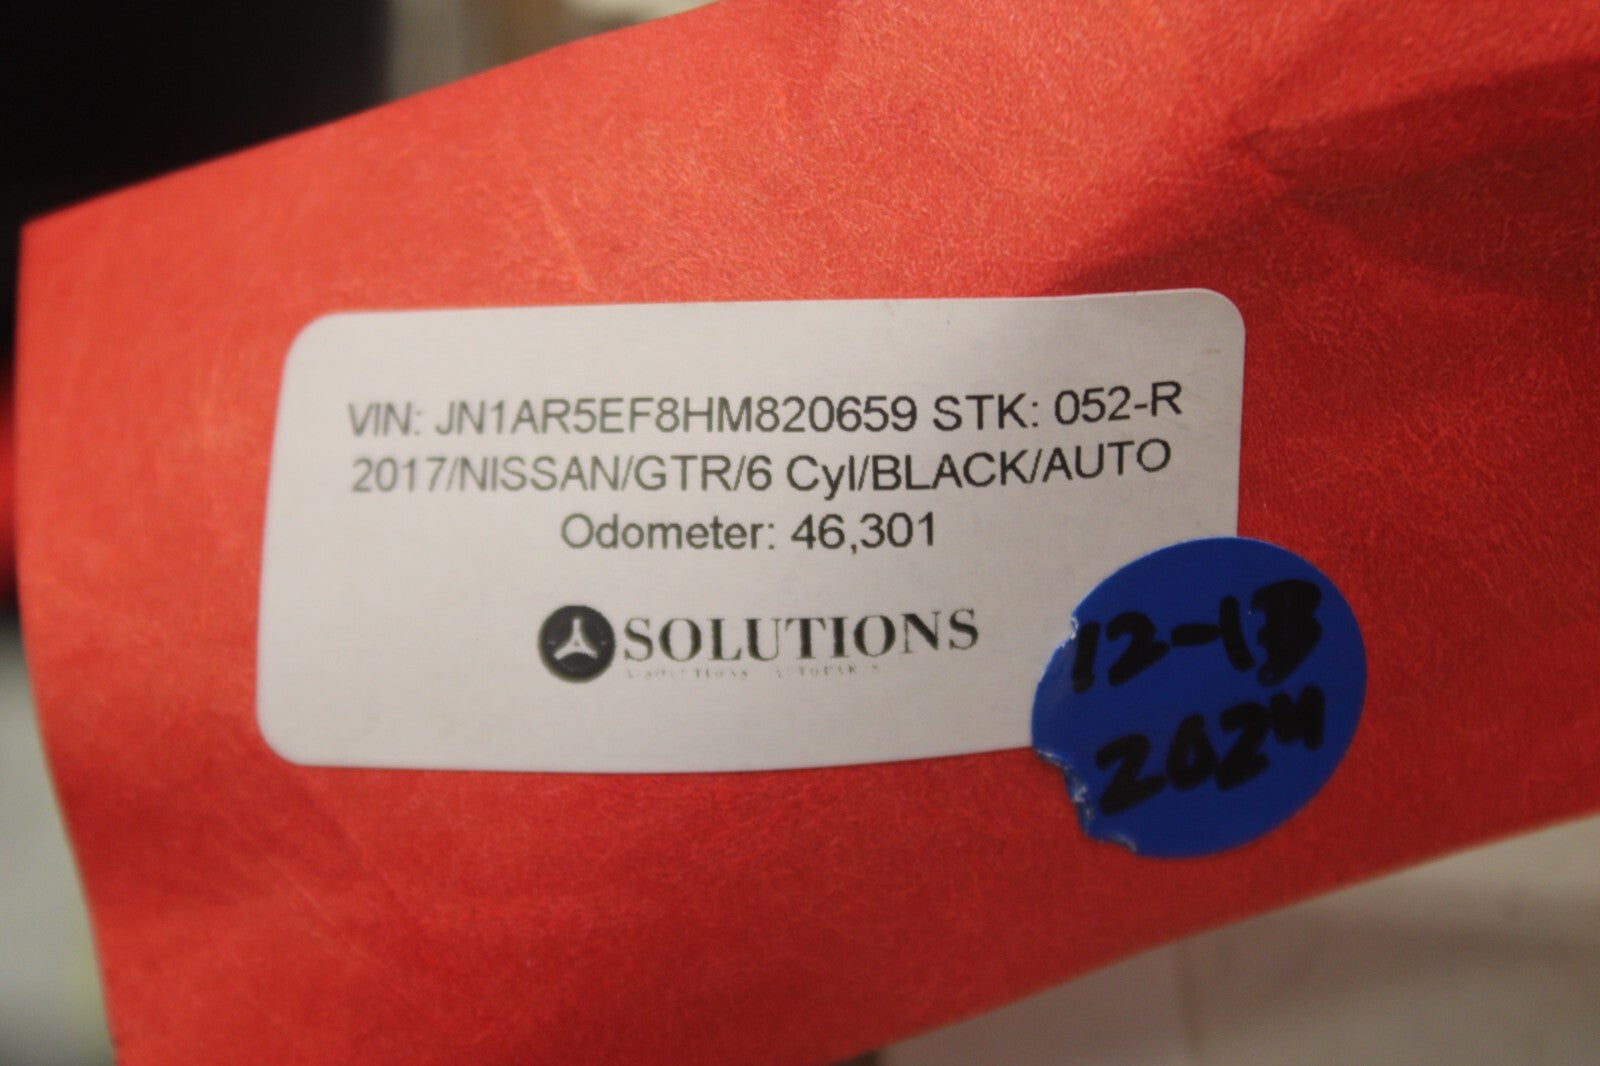 VIN: JN1AR5EF8HM820659 STK: 052-R
2017/NISSAN/GTR/6 Cyl/BLACK/AUTO
Odometer: 46,301
SOLUTIONS
12-13
2024